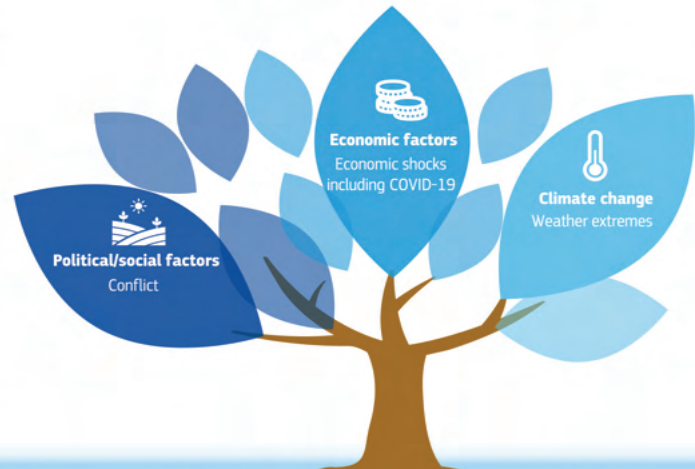 Economic factors
Economic shocks
including COVID-19
Climate change
Weather extremes
Political/social factors
Conflict